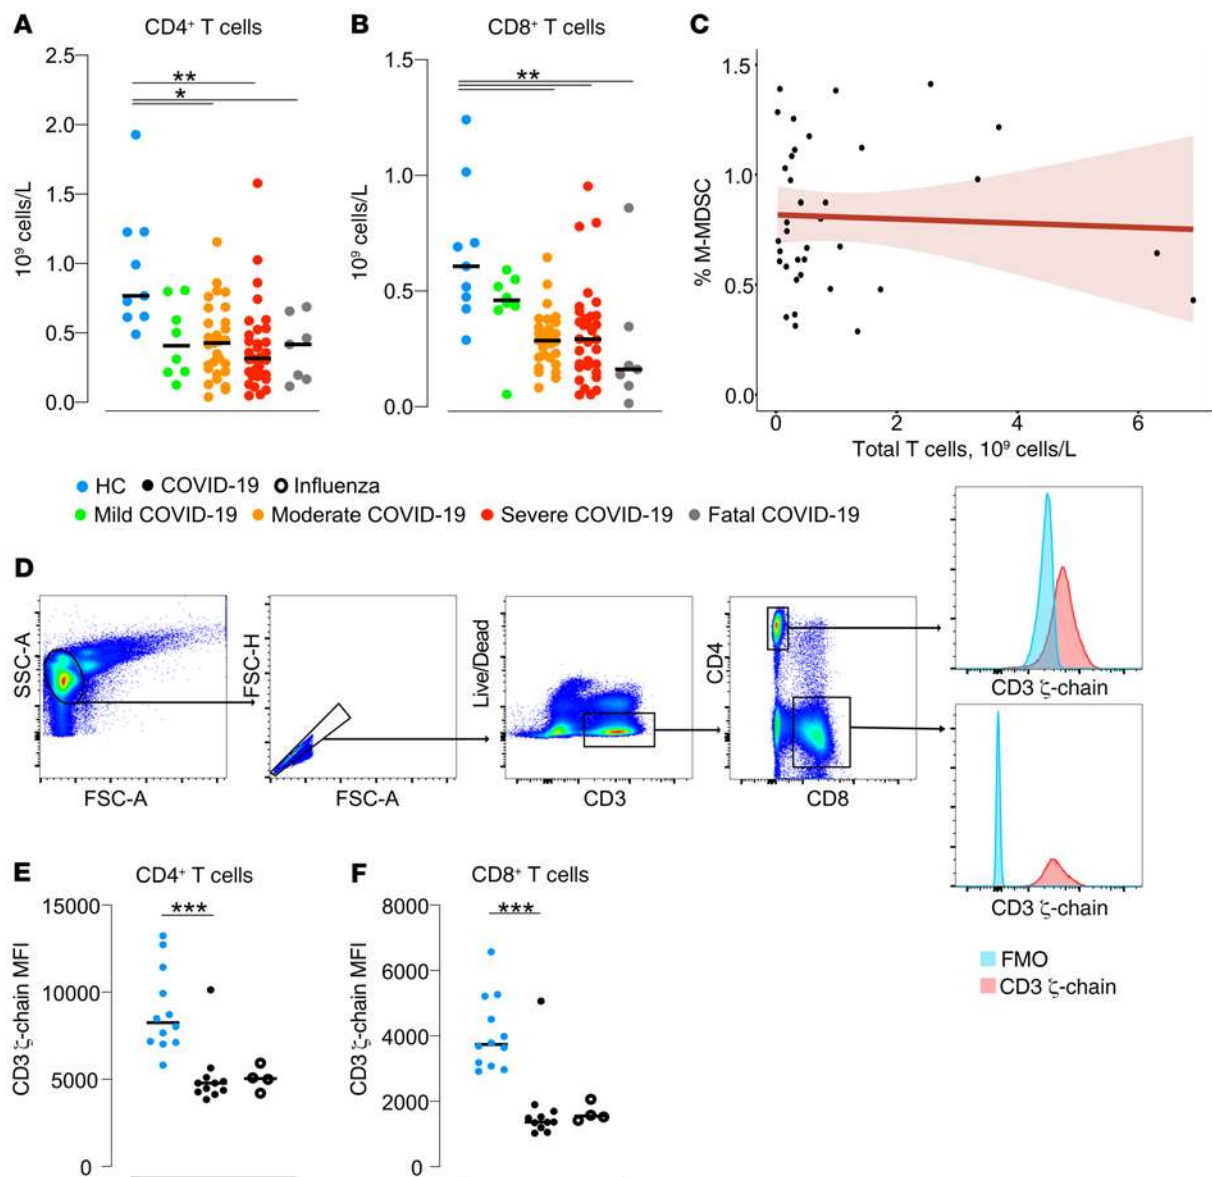 A CD4⁺ T cells
2.5
2.0
1.5
1.0
0.5
0.0
10⁹ cells/L
**
*
B CD8⁺ T cells
1.5
1.0
0.5
0.0
10⁹ cells/L
**
C
1.5
1.0
0.5
0.0
% M-MDSC
0 2 4 6
Total T cells, 10⁹ cells/L
HC COVID-19 Influenza
Mild COVID-19 Moderate COVID-19 Severe COVID-19 Fatal COVID-19
D
SSC-A
FSC-A
FSC-H
FSC-A
Live/Dead
CD3
CD4
CD8
CD3 ζ-chain
CD3 ζ-chain
FMO
CD3 ζ-chain
E CD4⁺ T cells
15000
10000
5000
0
CD3 ζ-chain MFI
***
F CD8⁺ T cells
8000
6000
4000
2000
0
CD3 ζ-chain MFI
***